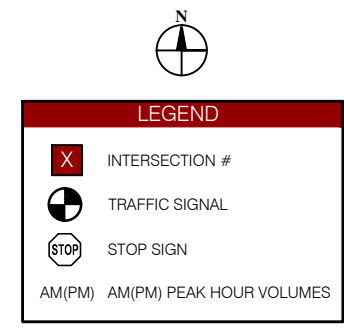 N
LEGEND
X INTERSECTION #
TRAFFIC SIGNAL
STOP STOP SIGN
AM(PM) AM(PM) PEAK HOUR VOLUMES